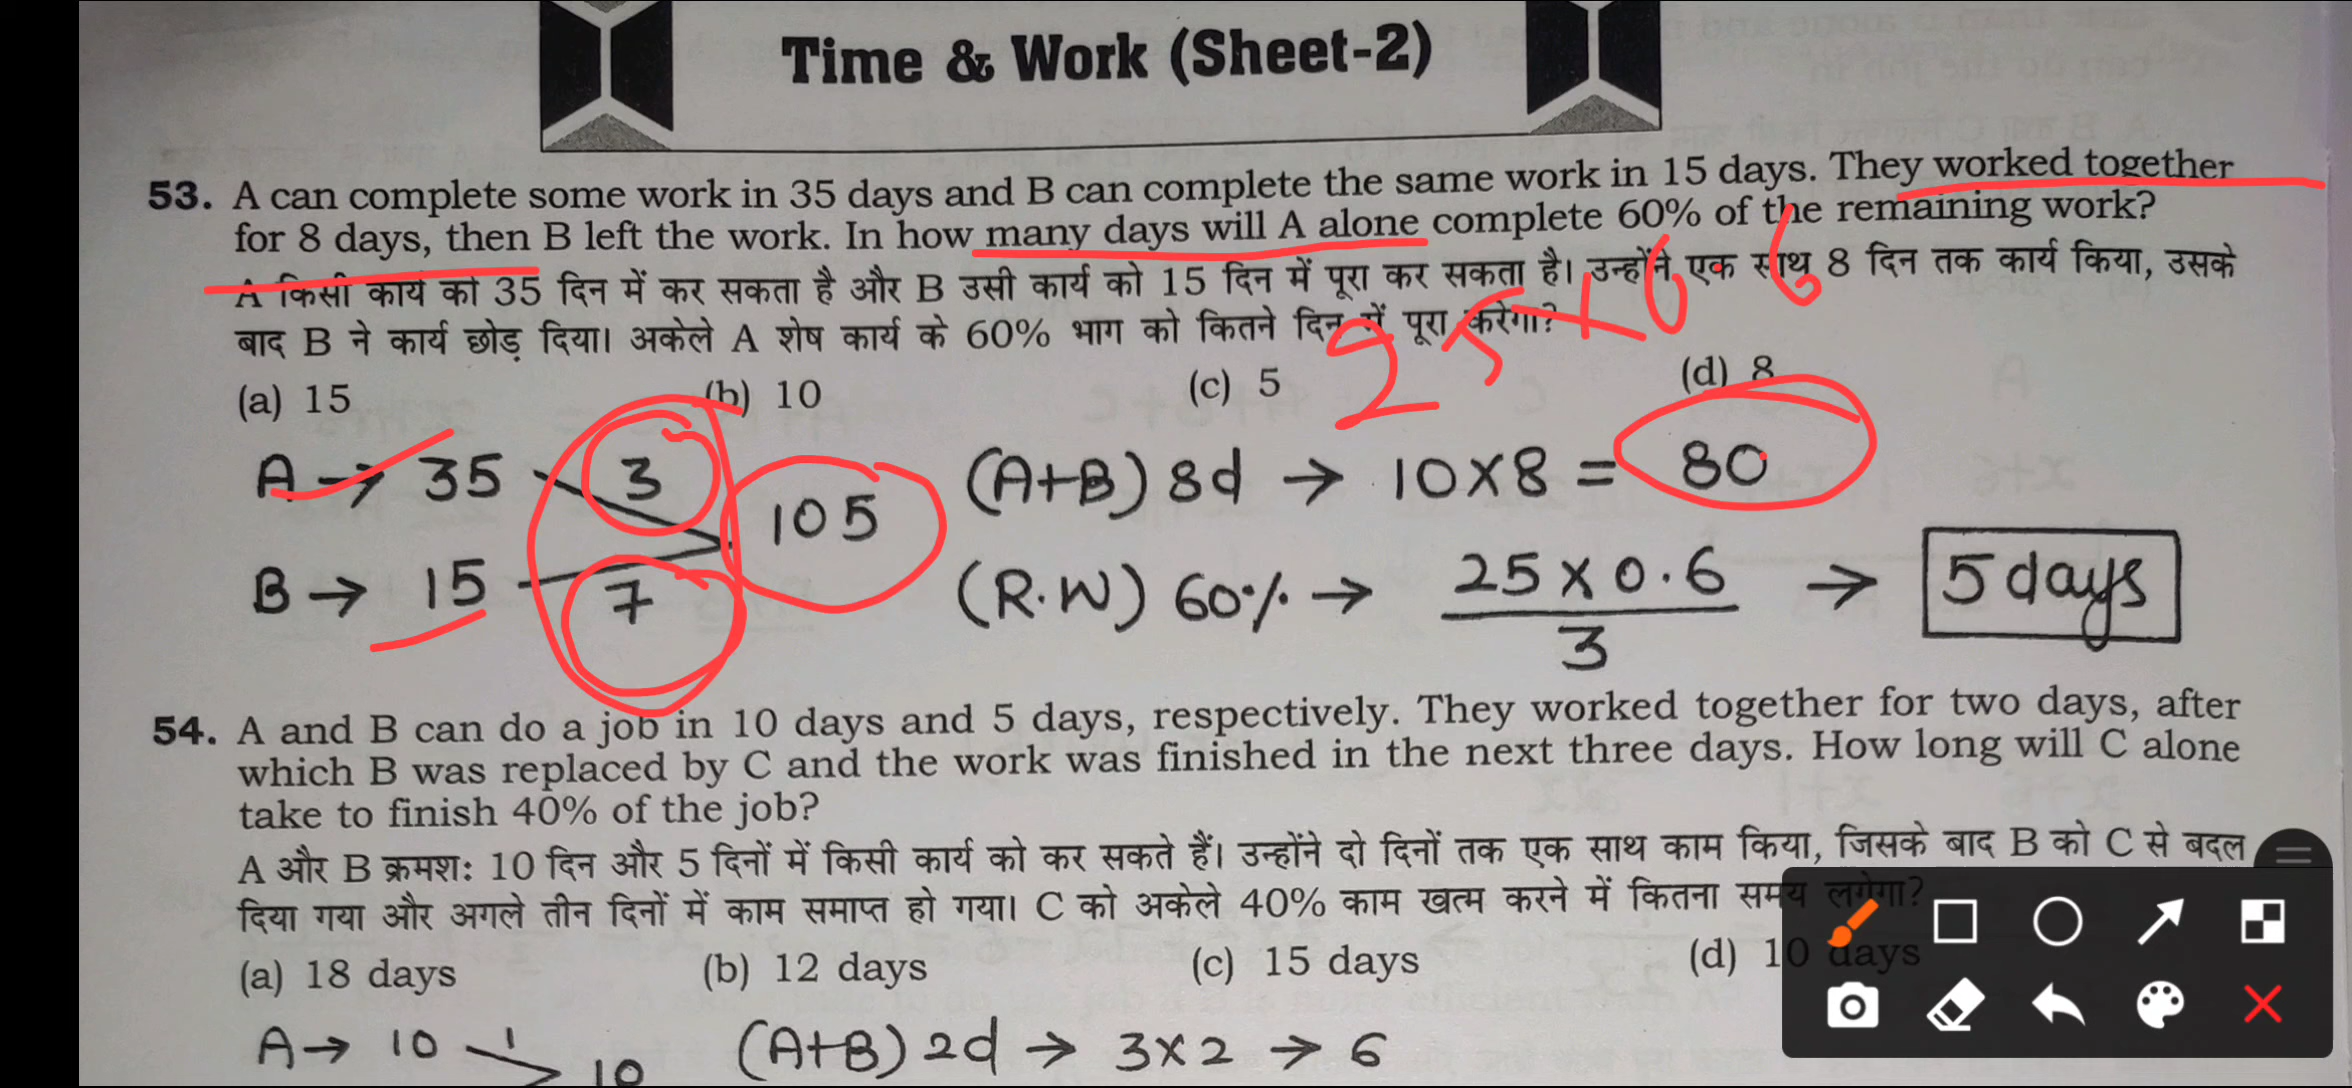 Time & Work (Sheet-2)
53. A can complete some work in 35 days and B can complete the same work in 15 days. They worked together
for 8 days, then B left the work. In how many days will A alone complete 60% of the remaining work?
A किसी कार्य को 35 दिन में कर सकता है और B उसी कार्य को 15 दिन में पूरा कर सकता है। उन्होंने एक साथ 8 दिन तक कार्य किया, उसके
बाद B ने कार्य छोड़ दिया। अकेले A शेष कार्य के 60% भाग को कितने दिन में पूरा करेगा?
25 × 0.6
(a) 15 (b) 10 (c) 5 (d) 8
A → 35 3 105 (A+B) 8d → 10×8 = 80
B → 15 7 (R.W) 60% → 25×0.6 / 3 → 5 days
54. A and B can do a job in 10 days and 5 days, respectively. They worked together for two days, after
which B was replaced by C and the work was finished in the next three days. How long will C alone
take to finish 40% of the job?
A और B क्रमशः 10 दिन और 5 दिनों में किसी कार्य को कर सकते हैं। उन्होंने दो दिनों तक एक साथ काम किया, जिसके बाद B को C से बदल
दिया गया और अगले तीन दिनों में काम समाप्त हो गया। C को अकेले 40% काम खत्म करने में कितना समय लगेगा?
(a) 18 days (b) 12 days (c) 15 days (d) 10 days
A → 10 1 10 (A+B) 2d → 3×2 → 6